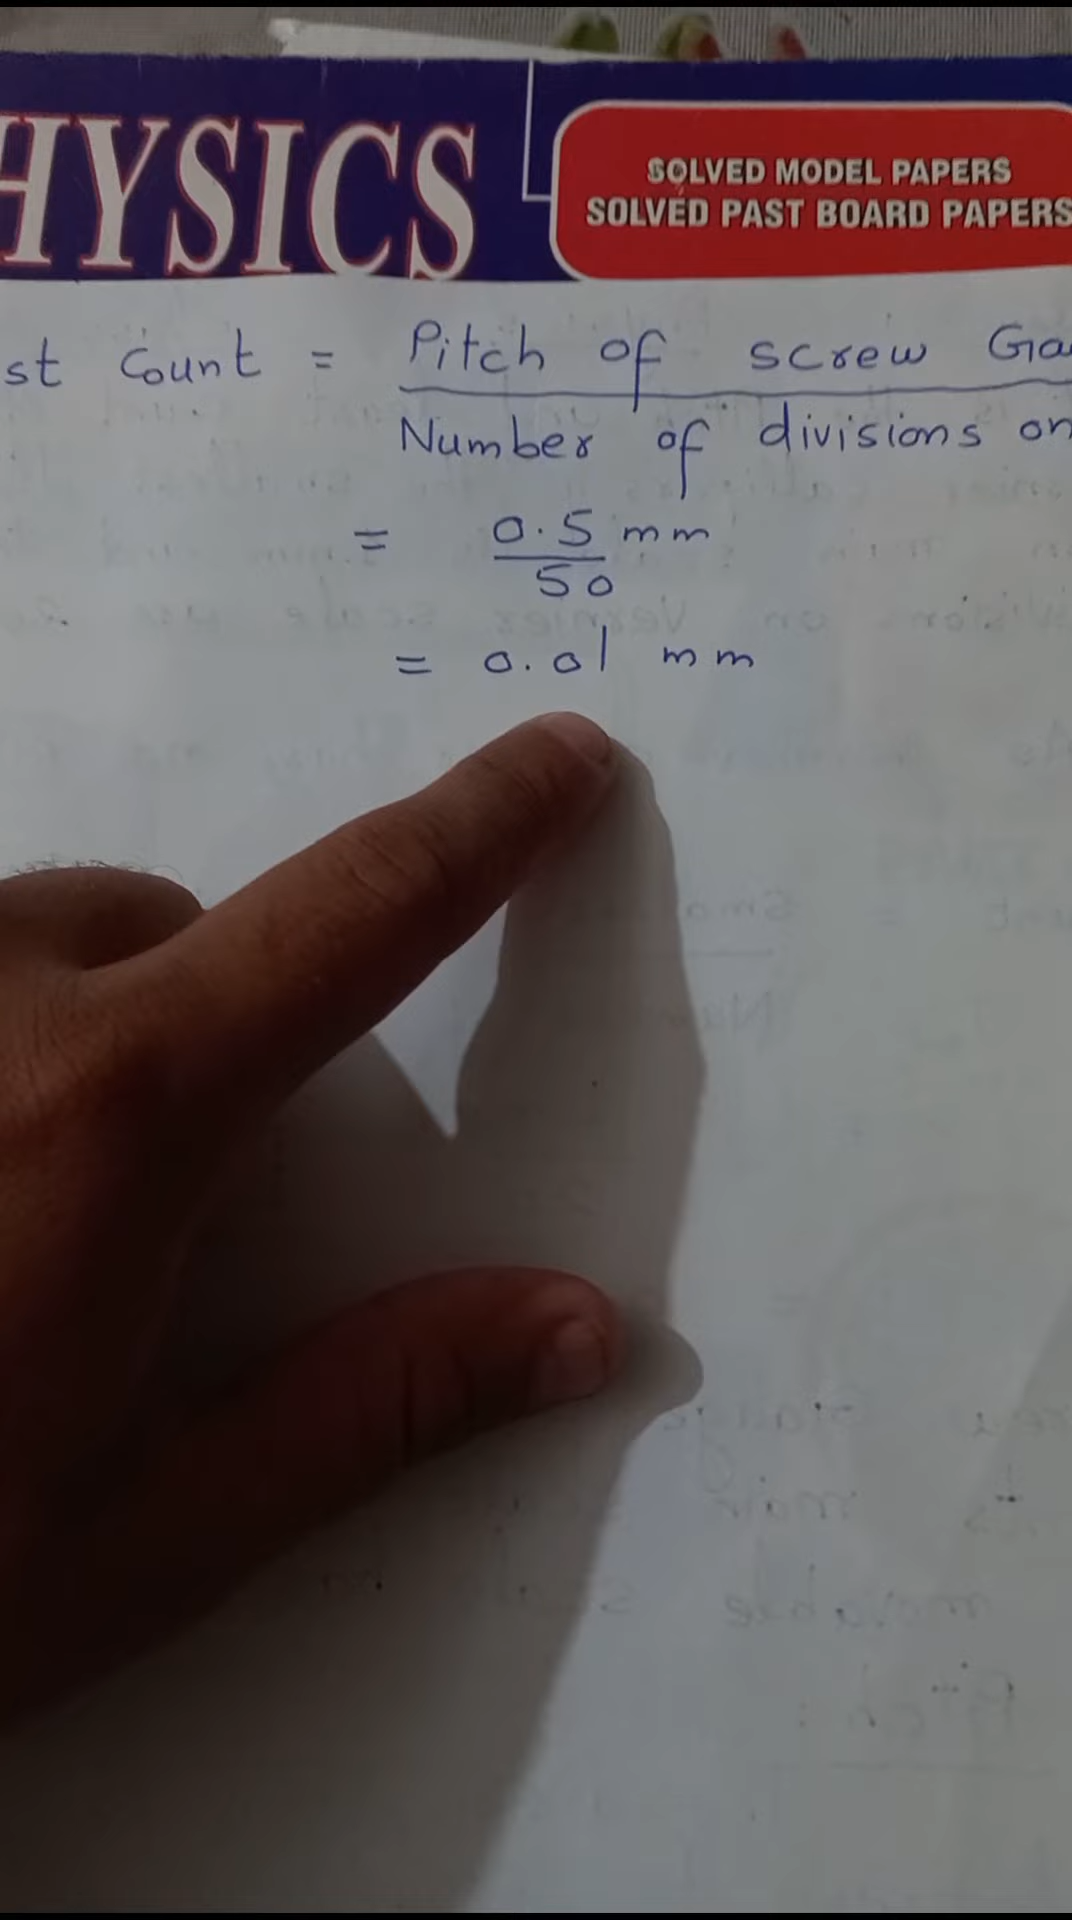 HYSICS
SOLVED MODEL PAPERS
SOLVED PAST BOARD PAPERS
st Count = Pitch of screw Ga
Number of divisions on
= 0.5 mm
50
= 0.01 mm